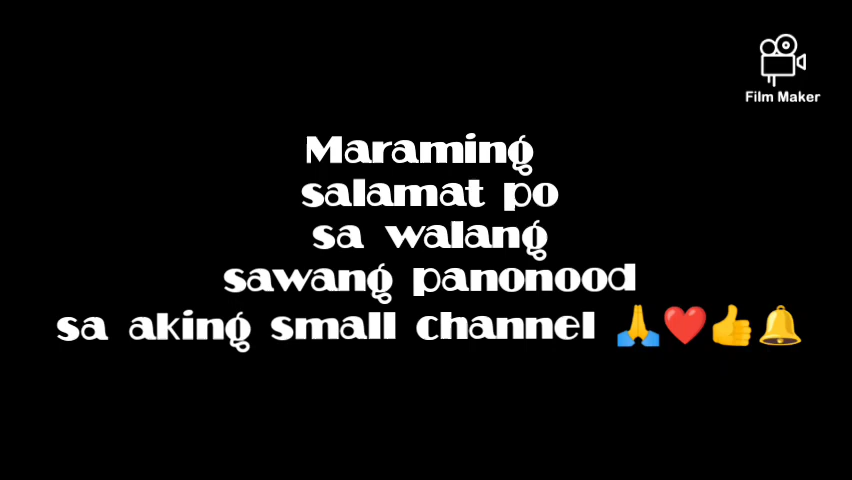 Film Maker
Maraming
salamat po
sa walang
sawang panonood
sa aking small channel 🙏❤️👍🔔